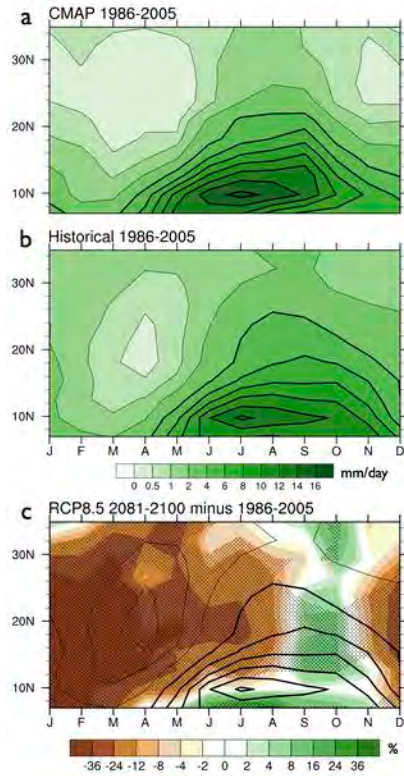 a CMAP 1986-2005
30N
20N
10N
J F M A M J J A S O N D
b Historical 1986-2005
30N
20N
10N
J F M A M J J A S O N D
0 0.5 1 2 4 6 8 10 12 14 16 mm/day
c RCP8.5 2081-2100 minus 1986-2005
30N
20N
10N
J F M A M J J A S O N D
%
-36 -24 -12 -8 -4 -2 0 2 4 8 12 24 36